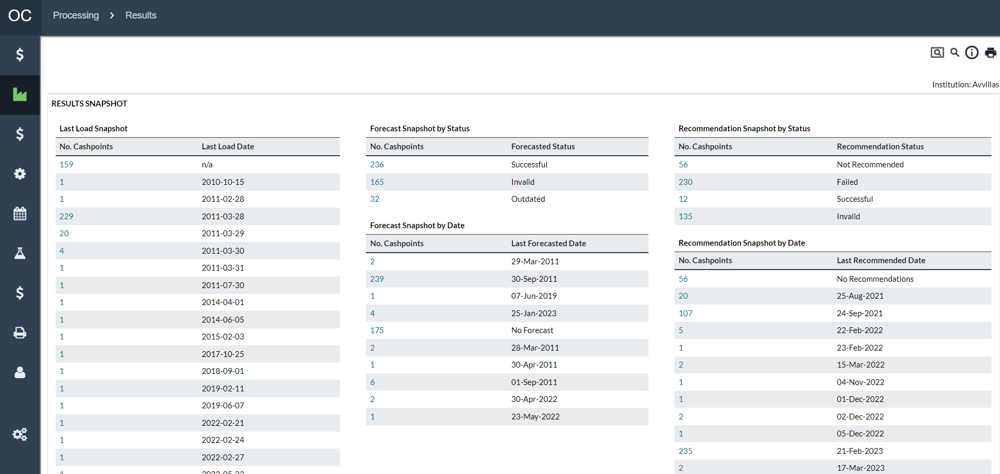 OC
Processing > Results
Institution: Avvillas
RESULTS SNAPSHOT
Last Load Snapshot
No. Cashpoints Last Load Date
159 n/a
1 2010-10-15
1 2011-02-28
229 2011-03-28
20 2011-03-29
4 2011-03-30
1 2011-03-31
1 2011-07-30
1 2014-04-01
1 2014-06-05
1 2015-02-03
1 2017-10-25
1 2018-09-01
1 2019-02-11
1 2019-06-07
1 2022-02-21
1 2022-02-24
1 2022-02-27
Forecast Snapshot by Status
No. Cashpoints Forecasted Status
236 Successful
165 Invalid
32 Outdated
Forecast Snapshot by Date
No. Cashpoints Last Forecasted Date
2 29-Mar-2011
239 30-Sep-2011
1 07-Jun-2019
4 25-Jan-2023
175 No Forecast
2 28-Mar-2011
1 30-Apr-2011
6 01-Sep-2011
2 30-Apr-2022
1 23-May-2022
Recommendation Snapshot by Status
No. Cashpoints Recommendation Status
56 Not Recommended
230 Failed
12 Successful
135 Invalid
Recommendation Snapshot by Date
No. Cashpoints Last Recommended Date
56 No Recommendations
20 25-Aug-2021
107 24-Sep-2021
5 22-Feb-2022
1 23-Feb-2022
2 15-Mar-2022
1 04-Nov-2022
1 01-Dec-2022
2 02-Dec-2022
1 05-Dec-2022
235 21-Feb-2023
2 17-Mar-2023